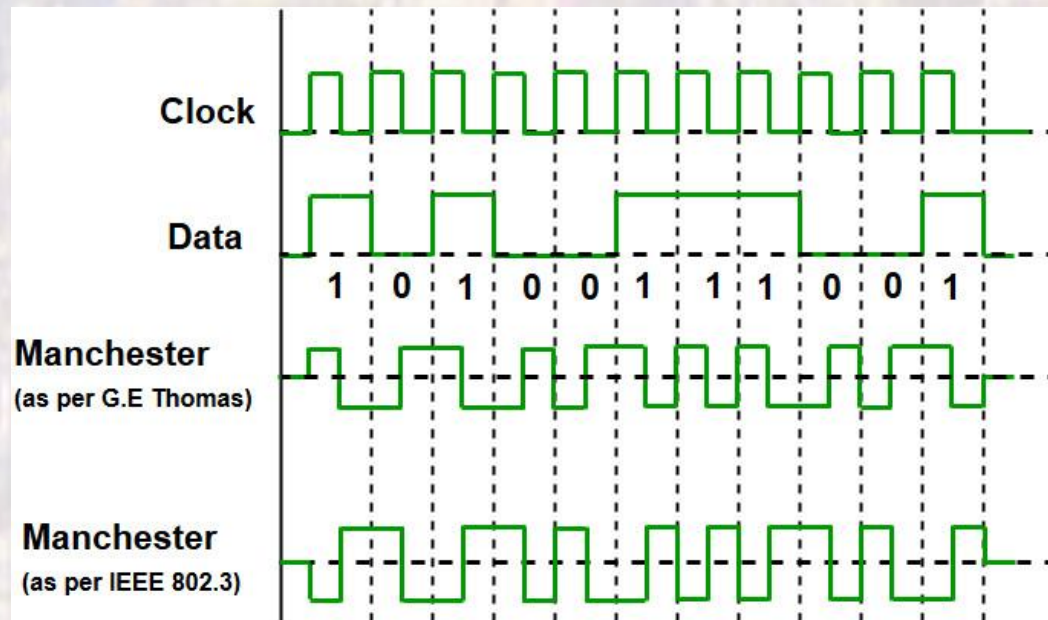 Clock
Data
1 0 1 0 0 1 1 1 0 0 1
Manchester
(as per G.E Thomas)
Manchester
(as per IEEE 802.3)